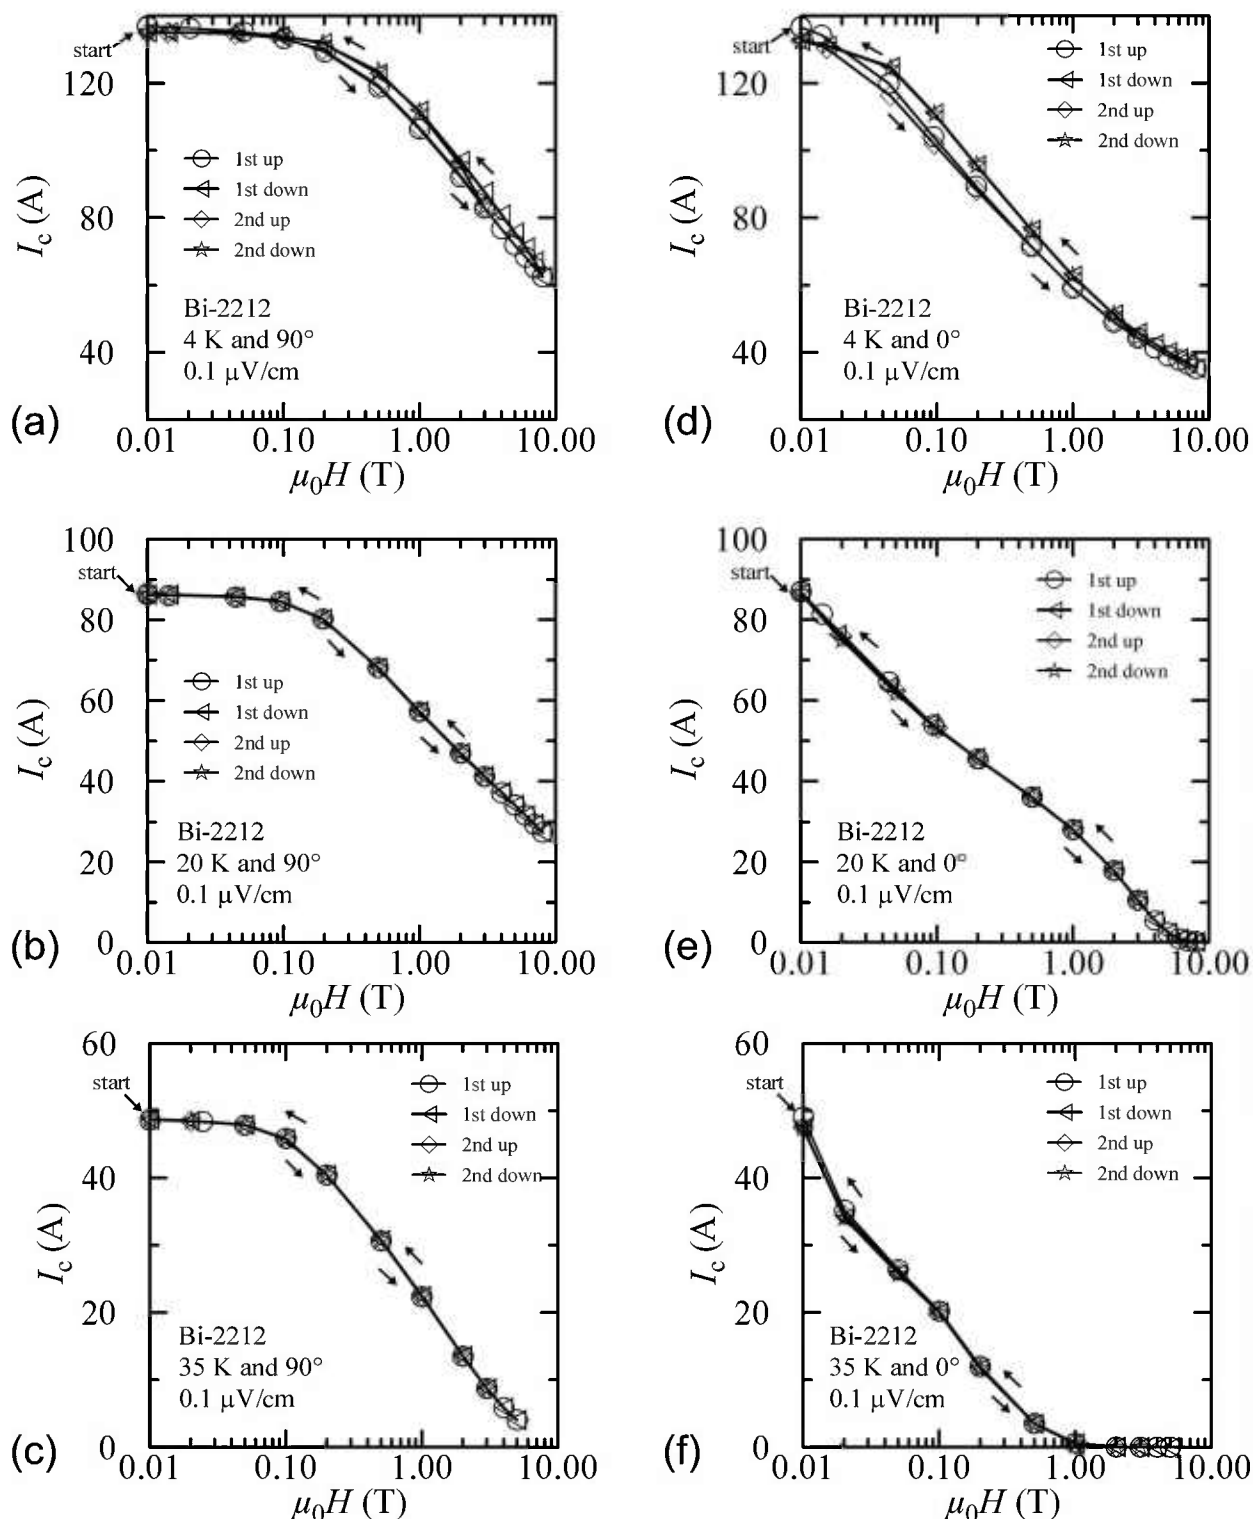 start
120
80
40
I_c (A)
1st up
1st down
2nd up
2nd down
Bi-2212
4 K and 90°
0.1 μV/cm
(a)
0.01 0.10 1.00 10.00
μ₀H (T)
start
120
80
40
I_c (A)
1st up
1st down
2nd up
2nd down
Bi-2212
4 K and 0°
0.1 μV/cm
(d)
0.01 0.10 1.00 10.00
μ₀H (T)
100
start
80
60
40
20
0
I_c (A)
1st up
1st down
2nd up
2nd down
Bi-2212
20 K and 90°
0.1 μV/cm
(b)
0.01 0.10 1.00 10.00
μ₀H (T)
100
start
80
60
40
20
0
I_c (A)
1st up
1st down
2nd up
2nd down
Bi-2212
20 K and 0°
0.1 μV/cm
(e)
0.01 0.10 1.00 10.00
μ₀H (T)
60
start
40
20
0
I_c (A)
1st up
1st down
2nd up
2nd down
Bi-2212
35 K and 90°
0.1 μV/cm
(c)
0.01 0.10 1.00 10.00
μ₀H (T)
60
start
40
20
0
I_c (A)
1st up
1st down
2nd up
2nd down
Bi-2212
35 K and 0°
0.1 μV/cm
(f)
0.01 0.10 1.00 10.00
μ₀H (T)